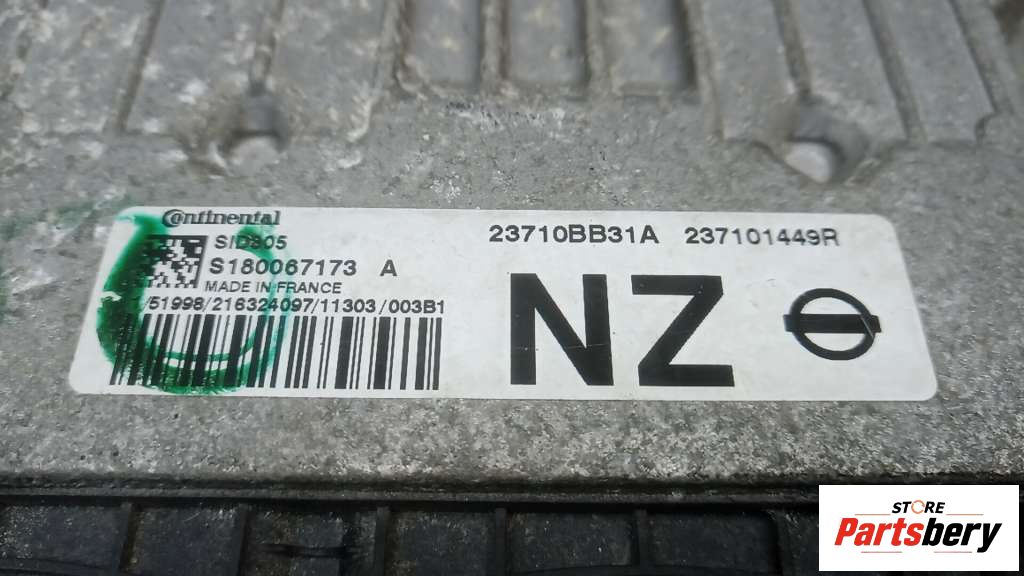 Continental
SID305
S180067173 A
MADE IN FRANCE
/51998/216324097/11303/003B1
23710BB31A 237101449R
NZ
STORE
Partsbery